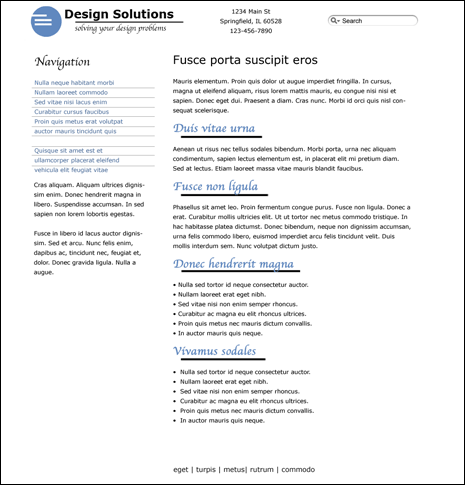 Design Solutions
solving your design problems
1234 Main St
Springfield, IL 60528
123-456-7890
Search
Navigation
Nulla neque habitant morbi
Nullam laoreet commodo
Sed vitae nisi lacus enim
Curabitur cursus faucibus
Proin quis metus erat volutpat
auctor mauris tincidunt quis
Quisque sit amet est et
ullamcorper placerat eleifend
vehicula elit feugiat vitae
Cras aliquam. Aliquam ultrices dignis-
sim enim. Donec hendrerit magna in
libero. Suspendisse accumsan. In sed
sapien non lorem lobortis egestas.
Fusce in libero id lacus auctor dignis-
sim. Sed et arcu. Nunc felis enim,
dapibus ac, tincidunt nec, feugiat et,
dolor. Donec gravida ligula. Nulla a
augue.
Fusce porta suscipit eros
Mauris elementum. Proin quis dolor ut augue imperdiet fringilla. In cursus,
magna ut eleifend aliquam, risus lorem mattis mauris, eu congue nisi nisi et
sapien. Donec eget dui. Praesent a diam. Cras nunc. Morbi id orci quis nisl con-
sequat scelerisque.
Duis vitae urna
Aenean ut risus nec tellus sodales bibendum. Morbi porta, urna nec aliquam
condimentum, sapien lectus elementum est, in placerat elit mi pretium diam.
Sed at lectus. Etiam laoreet massa vitae mauris blandit faucibus.
Fusce non ligula
Phasellus sit amet leo. Proin fermentum congue purus. Fusce non ligula. Donec a
erat. Curabitur mollis ultricies elit. Ut ut tortor nec metus commodo tristique. In
hac habitasse platea dictumst. Donec bibendum, neque non dignissim accumsan,
urna felis commodo libero, euismod imperdiet arcu felis tincidunt velit. Duis
mollis interdum sem. Nunc volutpat dictum justo.
Donec hendrerit magna
• Nulla sed tortor id neque consectetur auctor.
• Nullam laoreet erat eget nibh.
• Sed vitae nisi non enim semper rhoncus.
• Curabitur ac magna eu elit rhoncus ultrices.
• Proin quis metus nec mauris dictum convallis.
• In auctor mauris quis neque.
Vivamus sodales
• Nulla sed tortor id neque consectetur auctor.
• Nullam laoreet erat eget nibh.
• Sed vitae nisi non enim semper rhoncus.
• Curabitur ac magna eu elit rhoncus ultrices.
• Proin quis metus nec mauris dictum convallis.
• In auctor mauris quis neque.
eget | turpis | metus| rutrum | commodo